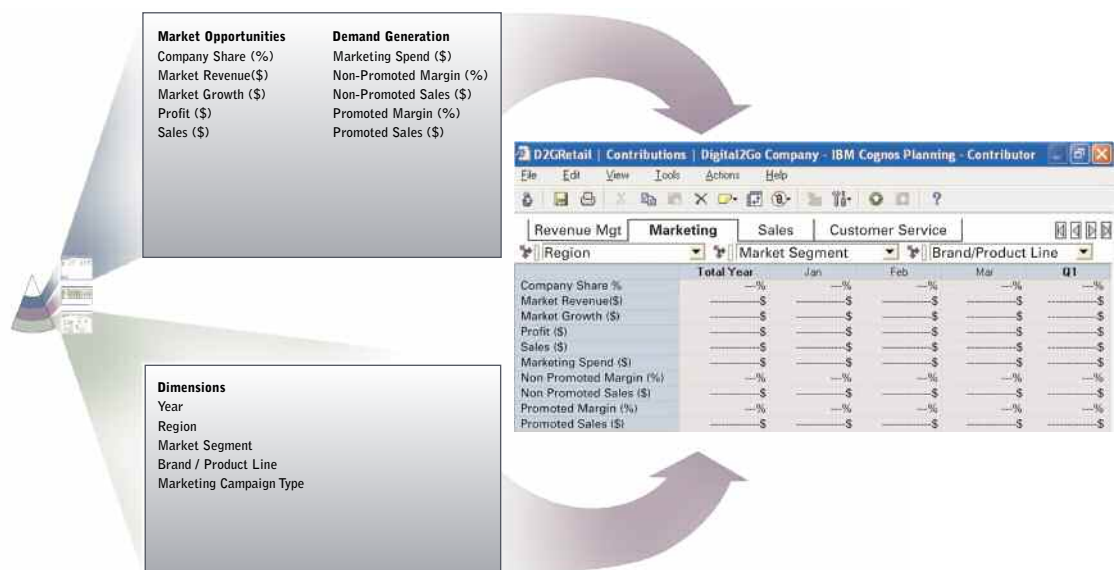 Market Opportunities
Company Share (%)
Market Revenue($)
Market Growth ($)
Profit ($)
Sales ($)
Demand Generation
Marketing Spend ($)
Non-Promoted Margin (%)
Non-Promoted Sales ($)
Promoted Margin (%)
Promoted Sales ($)
D2GRetail | Contributions | Digital2Go Company - IBM Cognos Planning - Contributor
File Edit View Tools Actions Help
Revenue Mgt Marketing Sales Customer Service
Region Market Segment Brand/Product Line
Total Year Jan Feb Mar Q1
Company Share % ---% ---% ---% ---% ---%
Market Revenue($) ------------$ ------------$ ------------$ ------------$ ------------$
Market Growth ($) ------------$ ------------$ ------------$ ------------$ ------------$
Profit ($) ------------$ ------------$ ------------$ ------------$ ------------$
Sales ($) ------------$ ------------$ ------------$ ------------$ ------------$
Marketing Spend ($) ------------$ ------------$ ------------$ ------------$ ------------$
Non Promoted Margin (%) ---% ---% ---% ---% ---%
Non Promoted Sales ($) ------------$ ------------$ ------------$ ------------$ ------------$
Promoted Margin (%) ---% ---% ---% ---% ---%
Promoted Sales ($) ------------$ ------------$ ------------$ ------------$ ------------$
Dimensions
Year
Region
Market Segment
Brand / Product Line
Marketing Campaign Type